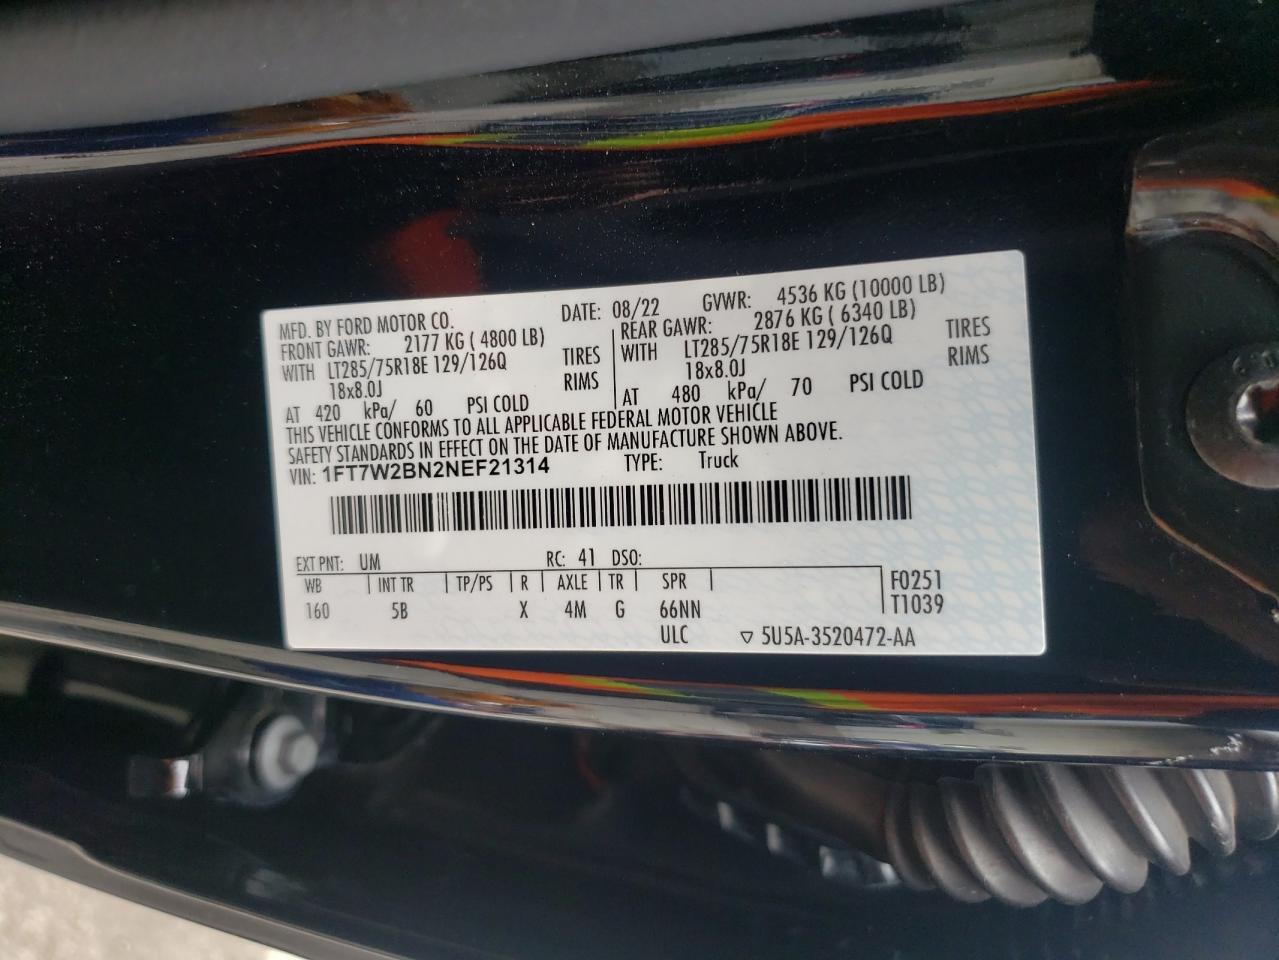 MFD. BY FORD MOTOR CO. DATE: 08/22 GVWR: 4536 KG (10000 LB)
FRONT GAWR: 2177 KG ( 4800 LB) REAR GAWR: 2876 KG ( 6340 LB)
WITH LT285/75R18E 129/126Q TIRES WITH LT285/75R18E 129/126Q TIRES
18x8.0J RIMS 18x8.0J RIMS
AT 420 kPa/ 60 PSI COLD AT 480 kPa/ 70 PSI COLD
THIS VEHICLE CONFORMS TO ALL APPLICABLE FEDERAL MOTOR VEHICLE
SAFETY STANDARDS IN EFFECT ON THE DATE OF MANUFACTURE SHOWN ABOVE.
VIN: 1FT7W2BN2NEF21314 TYPE: Truck
EXT PNT: UM RC: 41 DSO:
WB INT TR TP/PS R AXLE TR SPR F0251
160 5B X 4M G 66NN T1039
ULC ▽ 5U5A-3520472-AA